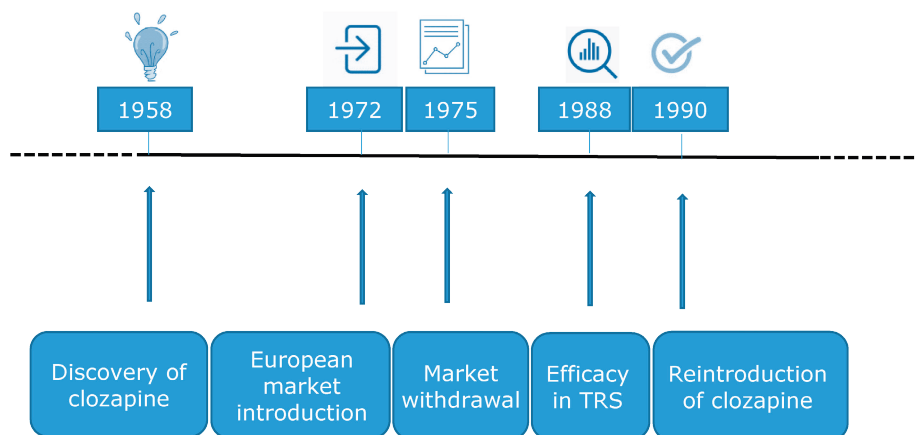 1958
1972
1975
1988
1990
Discovery of
clozapine
European
market
introduction
Market
withdrawal
Efficacy
in TRS
Reintroduction
of clozapine